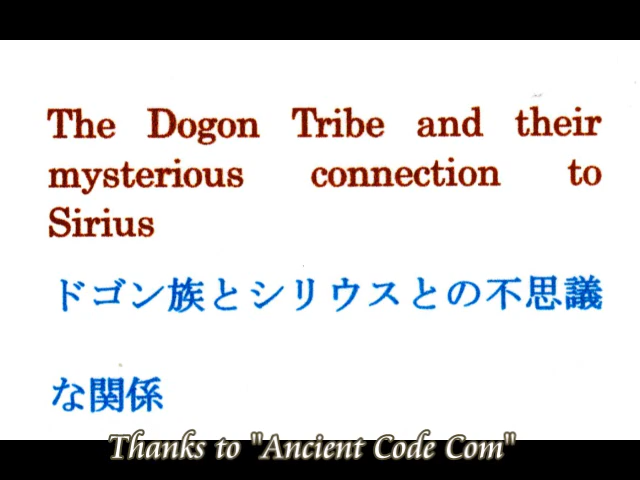 The Dogon Tribe and their
mysterious connection to
Sirius
ドゴン族とシリウスとの不思議
な関係
Thanks to "Ancient Code Com"